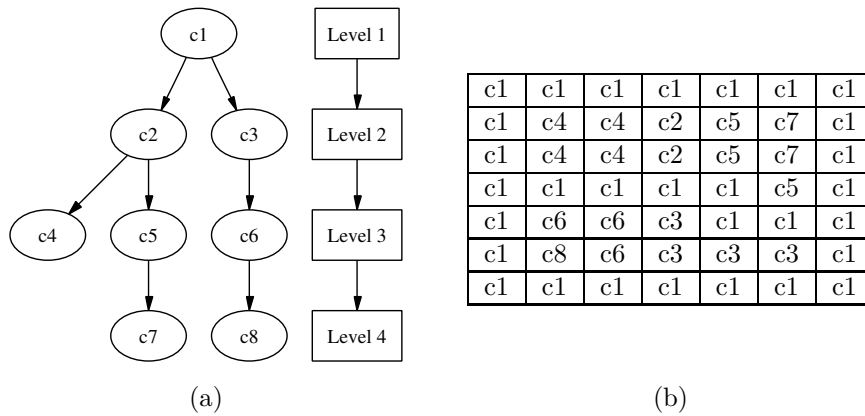 c1 Level 1
c2 c3 Level 2
c4 c5 c6 Level 3
c7 c8 Level 4
(a)
c1 c1 c1 c1 c1 c1 c1
c1 c4 c4 c2 c5 c7 c1
c1 c4 c4 c2 c5 c7 c1
c1 c1 c1 c1 c1 c5 c1
c1 c6 c6 c3 c1 c1 c1
c1 c8 c6 c3 c3 c3 c1
c1 c1 c1 c1 c1 c1 c1
(b)